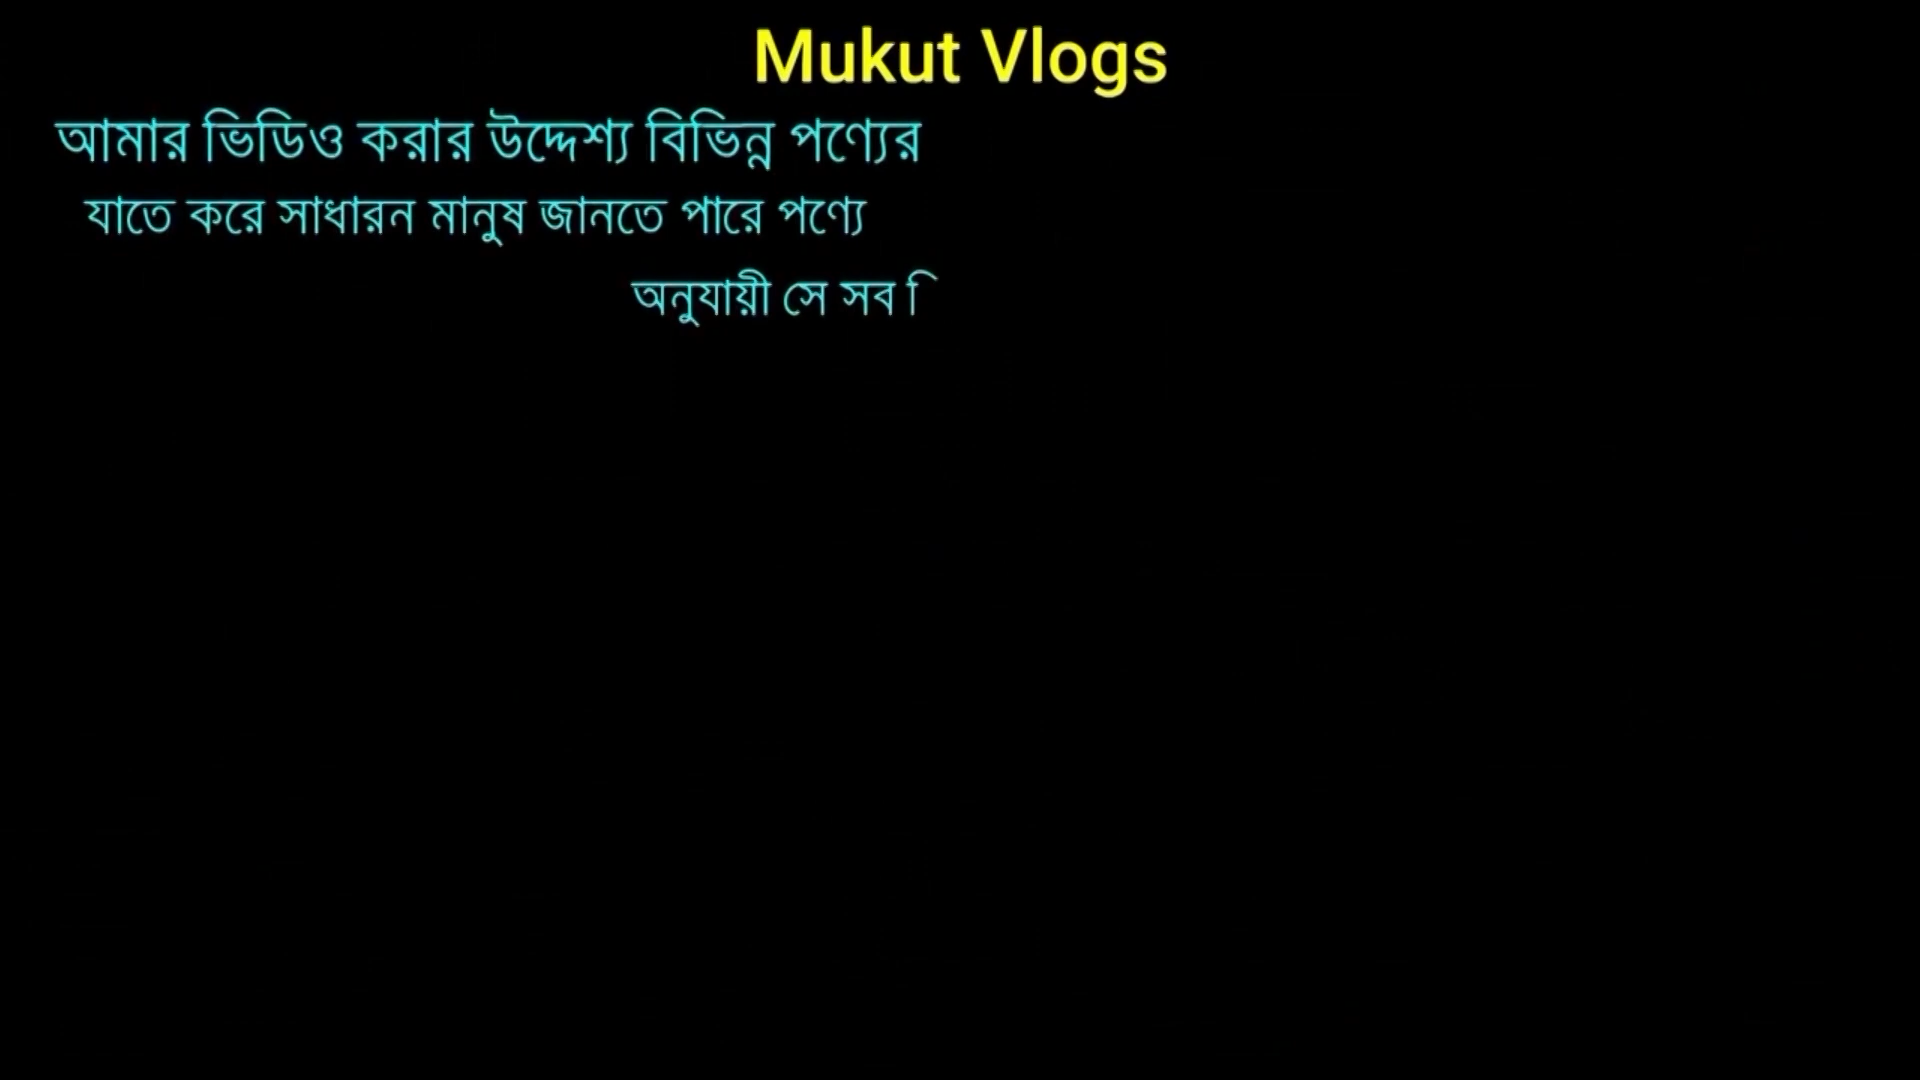 Mukut Vlogs
আমার ভিডিও করার উদ্দেশ্য বিভিন্ন পণ্যের
যাতে করে সাধারন মানুষ জানতে পারে পণ্যে
অনুযায়ী সে সব ি